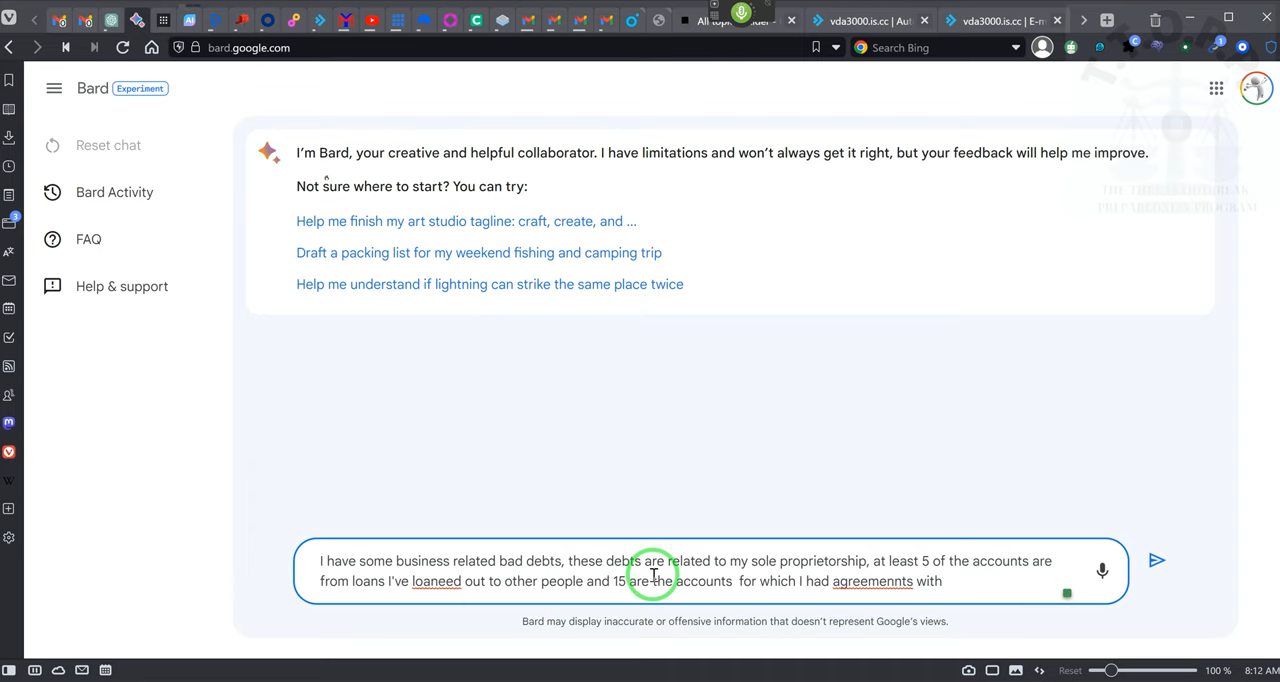 All to
vda3000.is.cc | Aut
vda3000.is.cc | E-m
bard.google.com
Search Bing
Bard Experiment
Reset chat
Bard Activity
FAQ
Help & support
I'm Bard, your creative and helpful collaborator. I have limitations and won't always get it right, but your feedback will help me improve.
Not sure where to start? You can try:
Help me finish my art studio tagline: craft, create, and ...
Draft a packing list for my weekend fishing and camping trip
Help me understand if lightning can strike the same place twice
I have some business related bad debts, these debts are related to my sole proprietorship, at least 5 of the accounts are
from loans I've loaneed out to other people and 15 are the accounts for which I had agreemennts with
Bard may display inaccurate or offensive information that doesn't represent Google's views.
Reset
100 %
8:12 AM